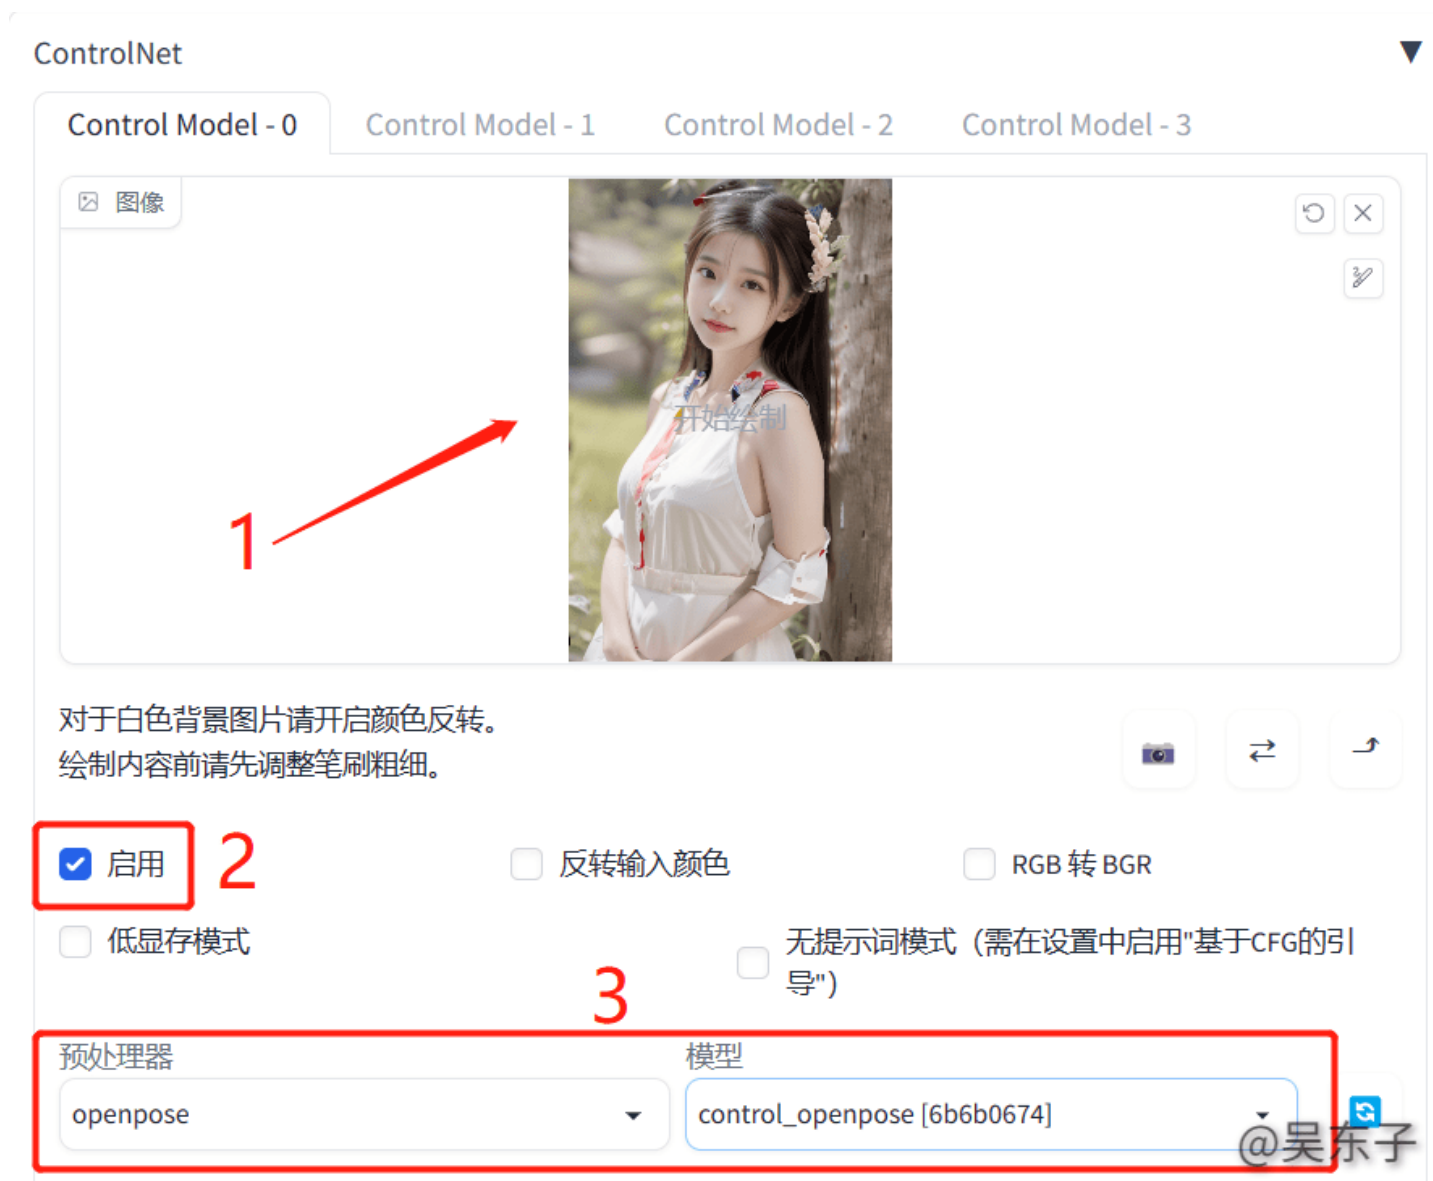 ControlNet
Control Model - 0
Control Model - 1
Control Model - 2
Control Model - 3
图像
开始绘制
1
对于白色背景图片请开启颜色反转。
绘制内容前请先调整笔刷粗细。
启用
2
反转输入颜色
RGB 转 BGR
低显存模式
无提示词模式（需在设置中启用"基于CFG的引
导"）
3
预处理器
模型
openpose
control_openpose [6b6b0674]
@吴东子